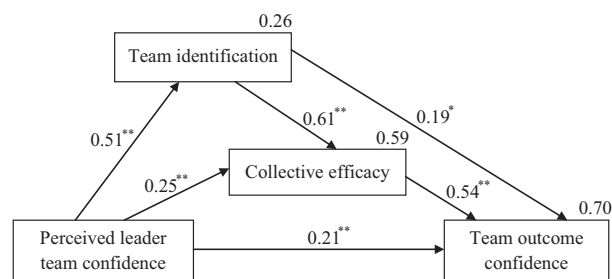 0.26
Team identification
0.51**
0.61**
0.19*
0.59
0.25**
Collective efficacy
0.54**
0.70
Perceived leader
team confidence
0.21**
Team outcome
confidence